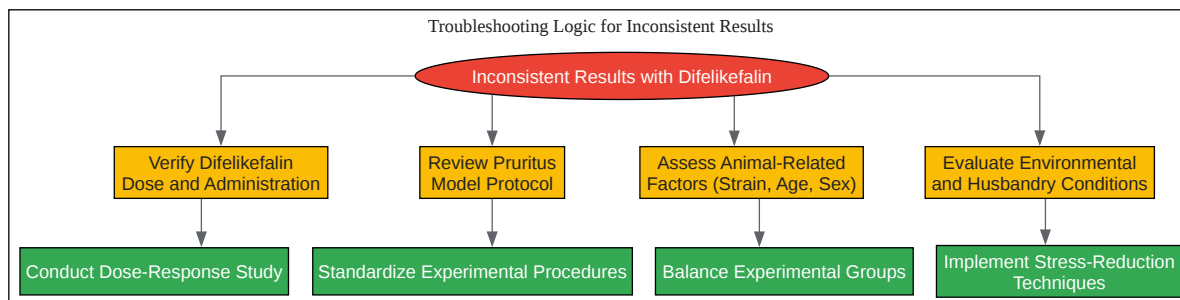 Troubleshooting Logic for Inconsistent Results
Inconsistent Results with Difelikefalin
Verify Difelikefalin
Dose and Administration
Review Pruritus
Model Protocol
Assess Animal-Related
Factors (Strain, Age, Sex)
Evaluate Environmental
and Husbandry Conditions
Conduct Dose-Response Study
Standardize Experimental Procedures
Balance Experimental Groups
Implement Stress-Reduction
Techniques